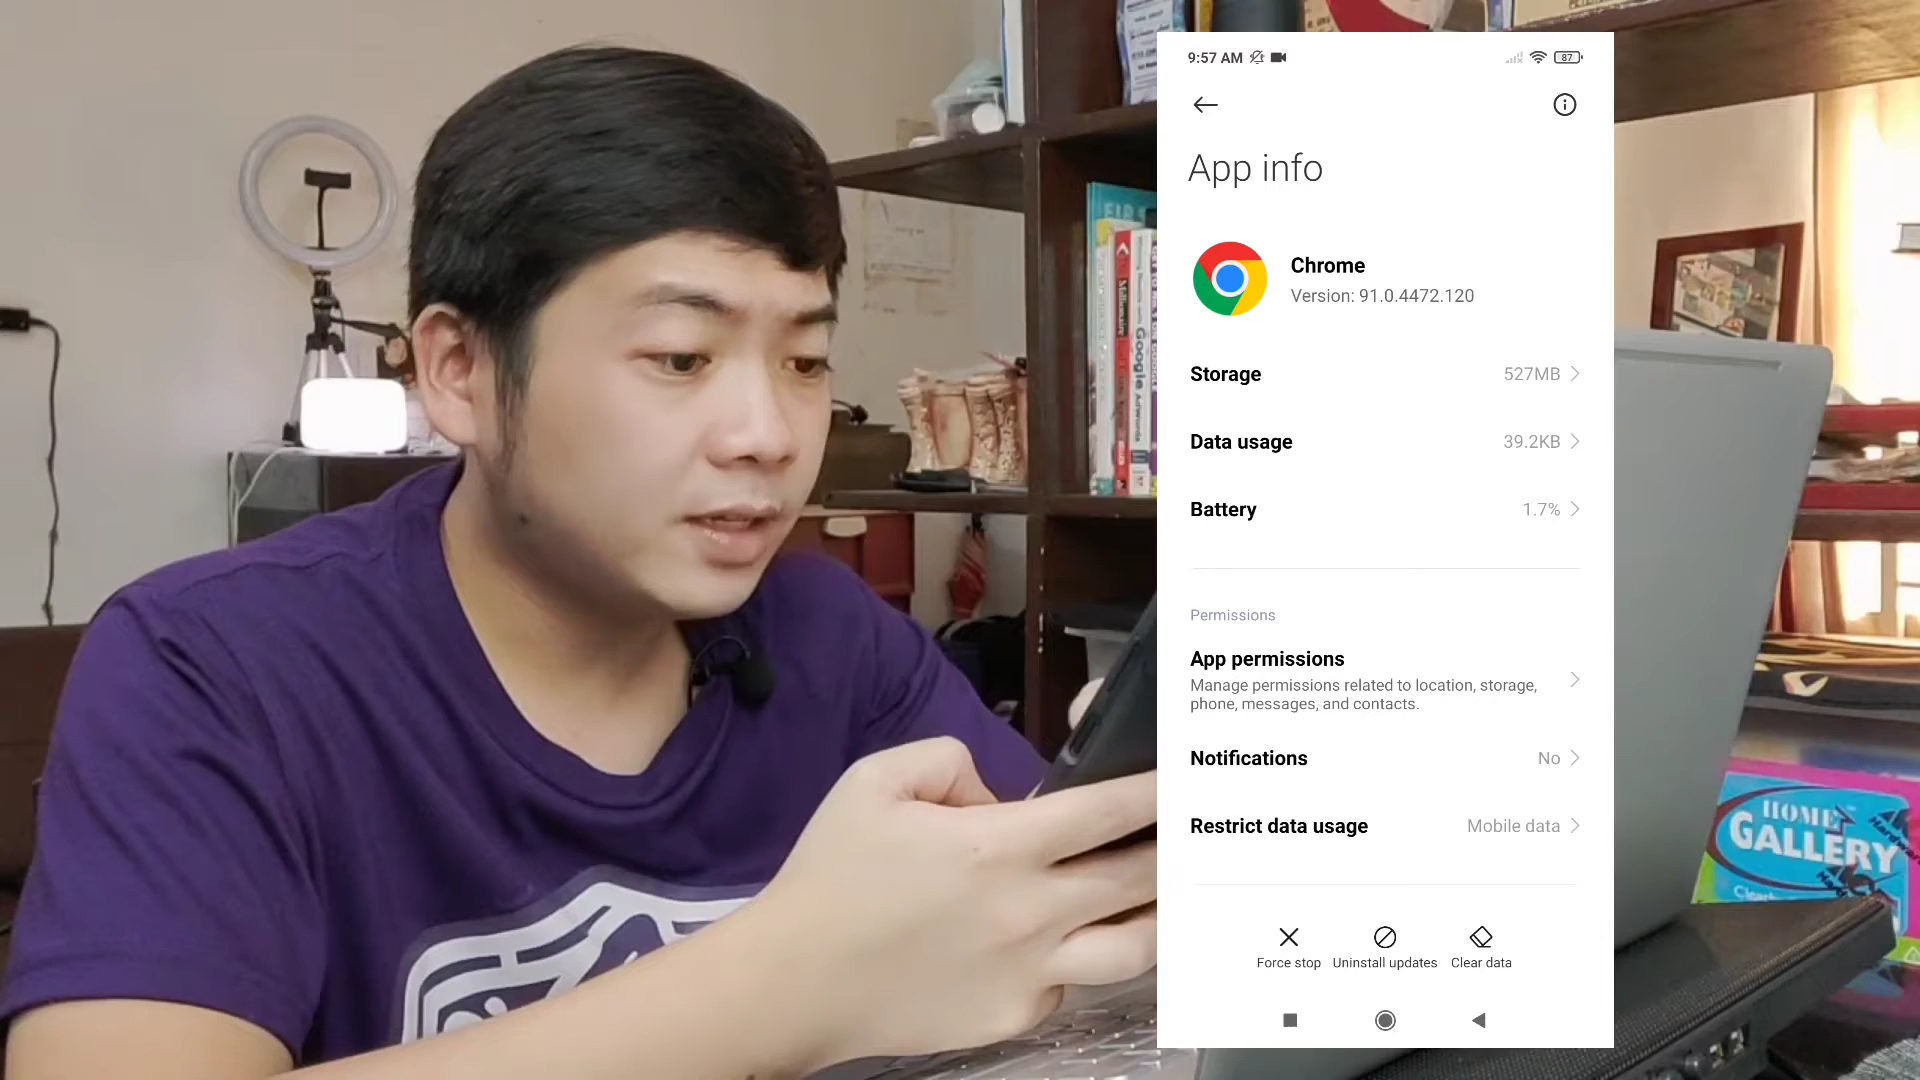 9:57 AM
87
App info
Chrome
Version: 91.0.4472.120
Storage
527MB
Data usage
39.2KB
Battery
1.7%
Permissions
App permissions
Manage permissions related to location, storage,
phone, messages, and contacts.
Notifications
No
Restrict data usage
Mobile data
Force stop
Uninstall updates
Clear data
Millionaire
Google AdWords
HOME
GALLERY